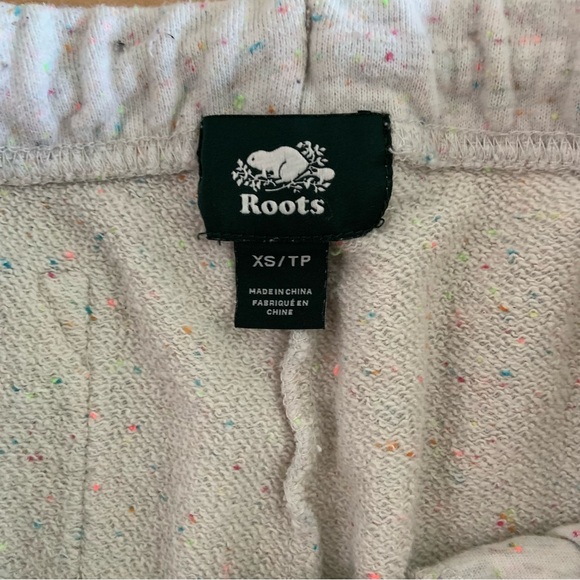 Roots
XS/TP
MADE IN CHINA
FABRIQUÉ EN
CHINE